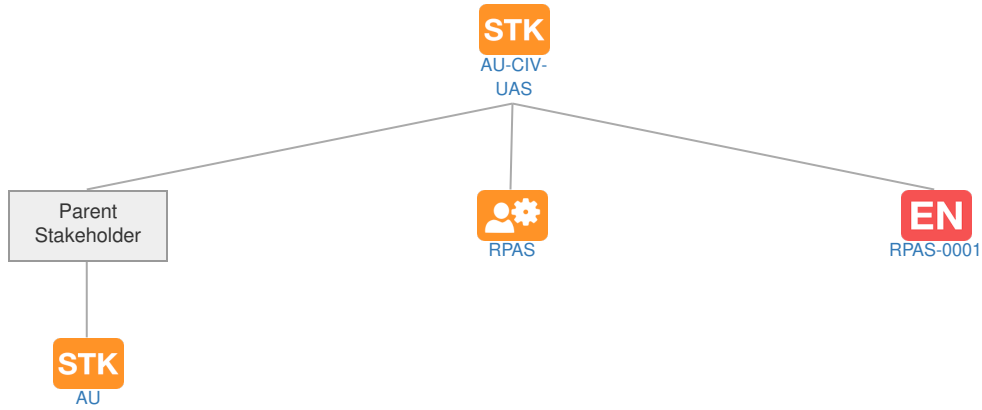 STK
AU-CIV-
UAS
Parent
Stakeholder
RPAS
EN
RPAS-0001
STK
AU